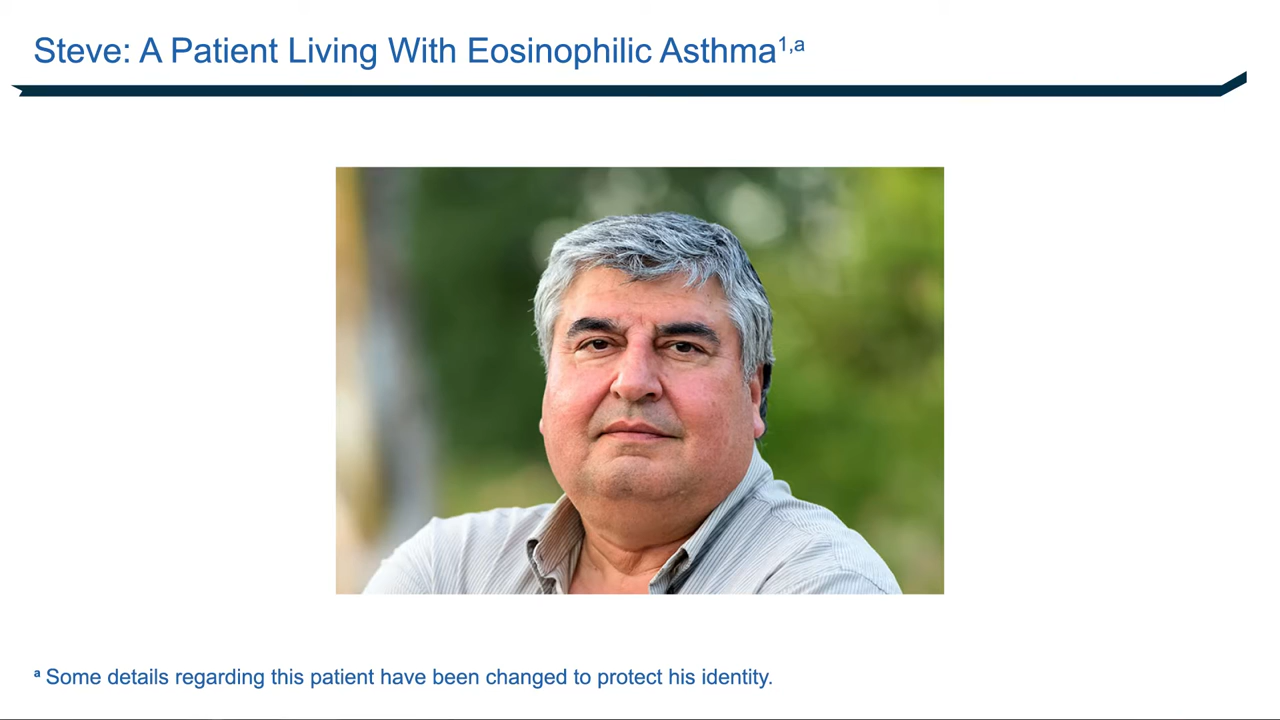 Steve: A Patient Living With Eosinophilic Asthma¹,ᵃ
ᵃ Some details regarding this patient have been changed to protect his identity.